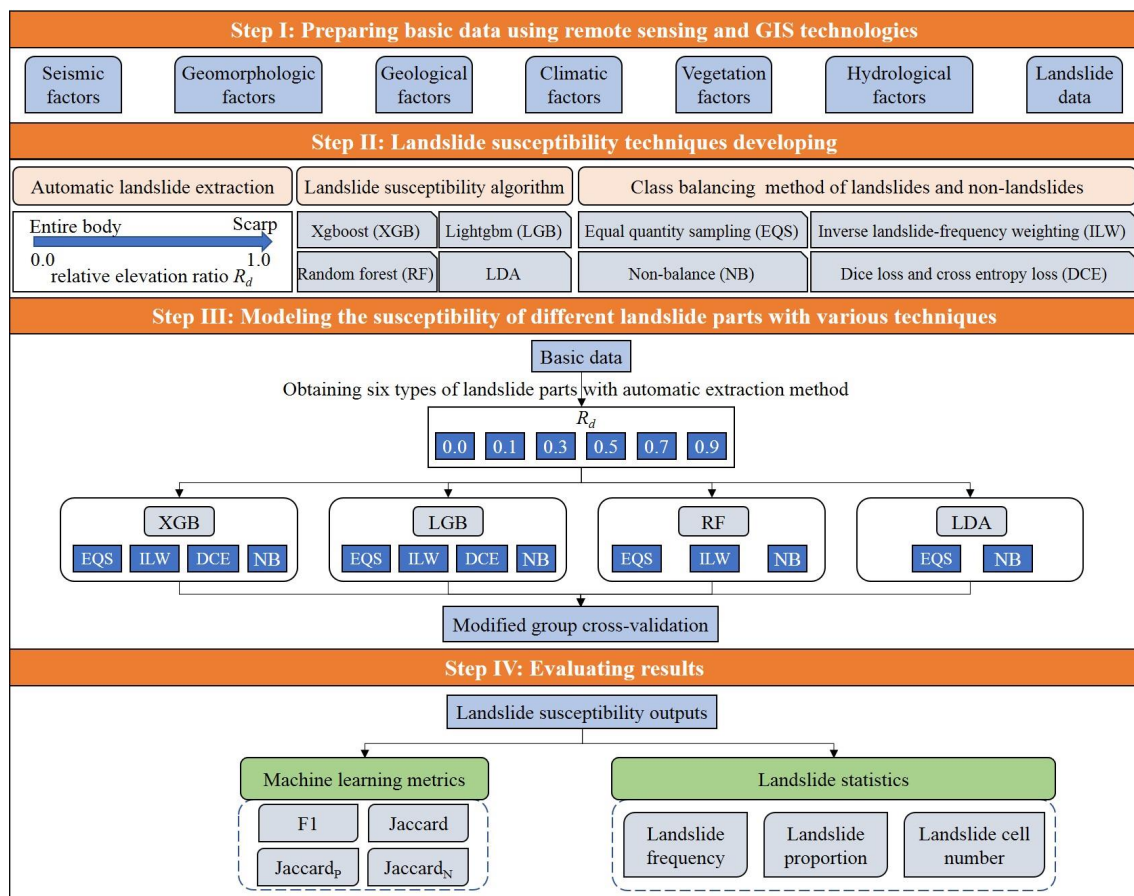 Step I: Preparing basic data using remote sensing and GIS technologies
Seismic factors
Geomorphologic factors
Geological factors
Climatic factors
Vegetation factors
Hydrological factors
Landslide data
Step II: Landslide susceptibility techniques developing
Automatic landslide extraction
Landslide susceptibility algorithm
Class balancing method of landslides and non-landslides
Entire body
Scarp
0.0
1.0
relative elevation ratio R_d
Xgboost (XGB)
Lightgbm (LGB)
Random forest (RF)
LDA
Equal quantity sampling (EQS)
Inverse landslide-frequency weighting (ILW)
Non-balance (NB)
Dice loss and cross entropy loss (DCE)
Step III: Modeling the susceptibility of different landslide parts with various techniques
Basic data
Obtaining six types of landslide parts with automatic extraction method
R_d
0.0 0.1 0.3 0.5 0.7 0.9
XGB
EQS ILW DCE NB
LGB
EQS ILW DCE NB
RF
EQS ILW NB
LDA
EQS NB
Modified group cross-validation
Step IV: Evaluating results
Landslide susceptibility outputs
Machine learning metrics
F1
Jaccard
Jaccard_P
Jaccard_N
Landslide statistics
Landslide frequency
Landslide proportion
Landslide cell number